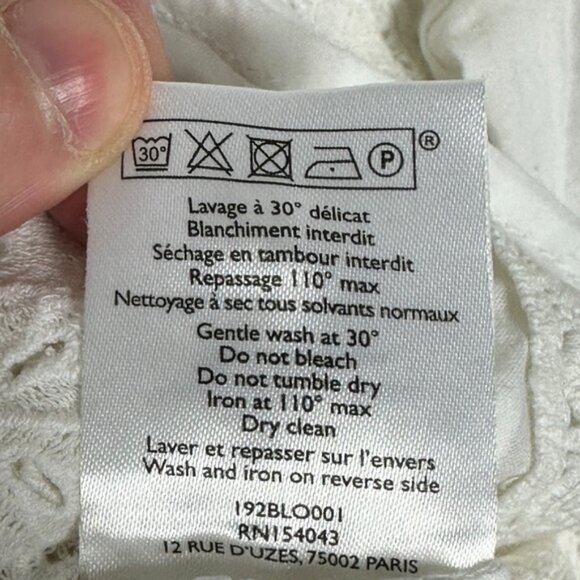 30° P ®
Lavage à 30° délicat
Blanchiment interdit
Séchage en tambour interdit
Repassage 110° max
Nettoyage à sec tous solvants normaux
Gentle wash at 30°
Do not bleach
Do not tumble dry
Iron at 110° max
Dry clean
Laver et repasser sur l'envers
Wash and iron on reverse side
192BLO001
RN154043
12 RUE D'UZES, 75002 PARIS